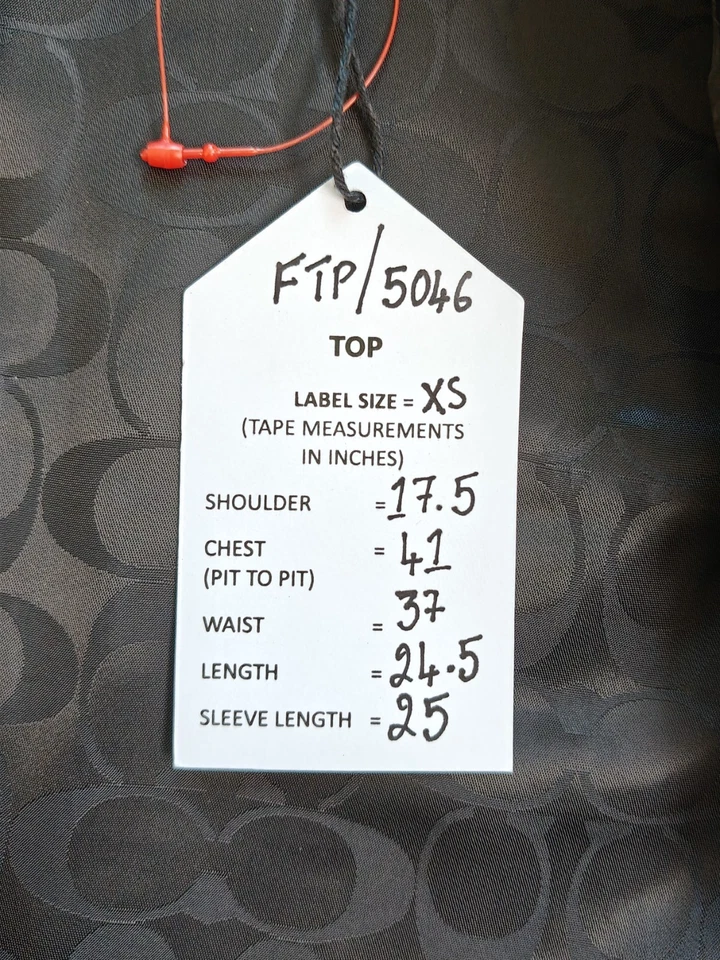 FTP/5046
TOP
LABEL SIZE = XS
(TAPE MEASUREMENTS
IN INCHES)
SHOULDER = 17.5
CHEST = 41
(PIT TO PIT)
WAIST = 37
LENGTH = 24.5
SLEEVE LENGTH = 25